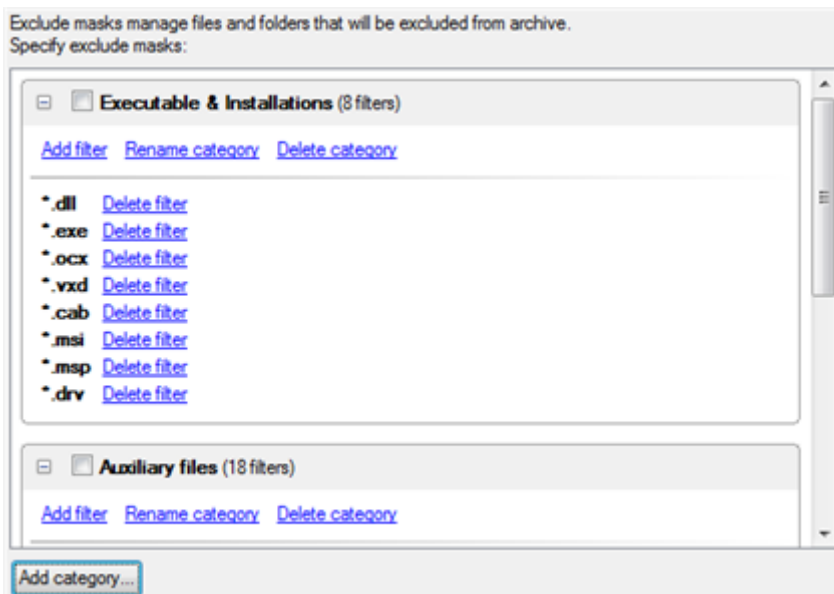 Exclude masks manage files and folders that will be excluded from archive.
Specify exclude masks:
Executable & Installations (8 filters)
Add filter Rename category Delete category
*.dll Delete filter
*.exe Delete filter
*.ocx Delete filter
*.vxd Delete filter
*.cab Delete filter
*.msi Delete filter
*.msp Delete filter
*.drv Delete filter
Auxiliary files (18 filters)
Add filter Rename category Delete category
Add category...